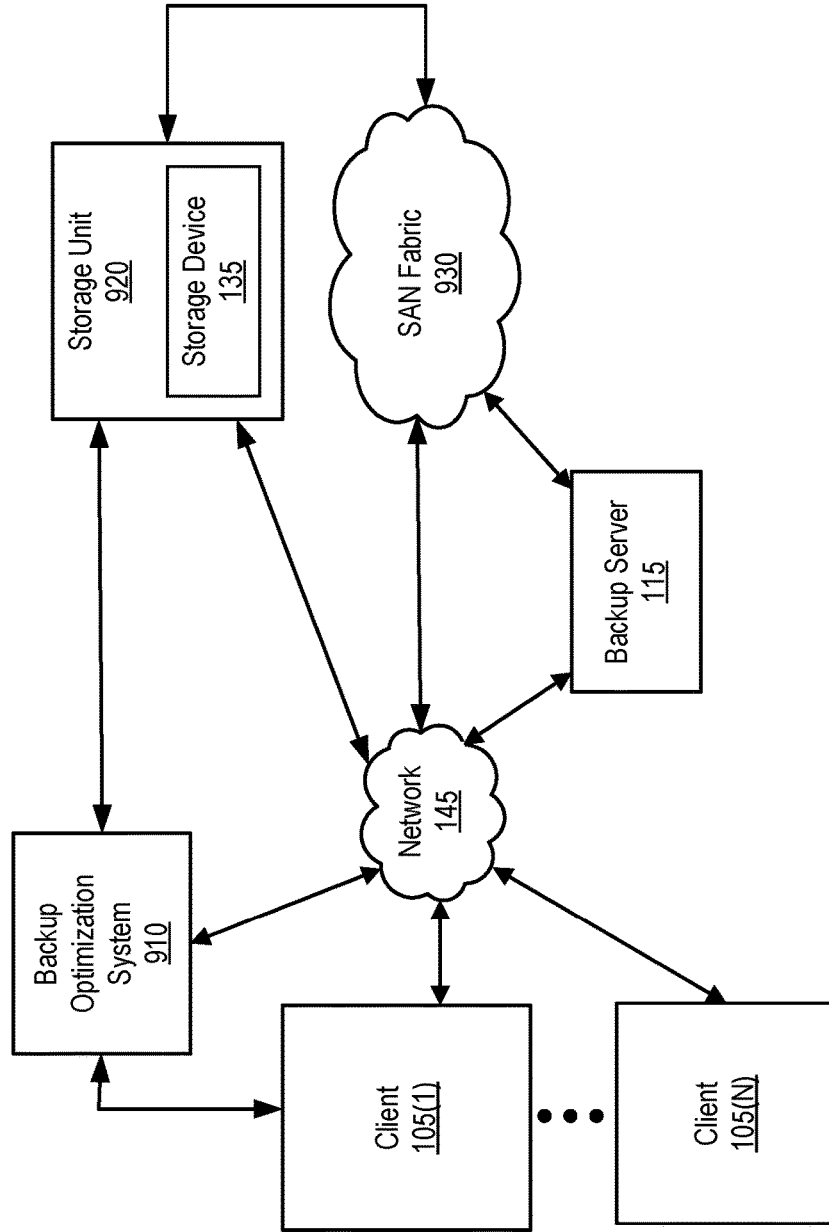 Backup
Optimization
System
910
Storage Unit
920
Storage Device
135
Client
105(1)
Network
145
SAN Fabric
930
Backup Server
115
Client
105(N)